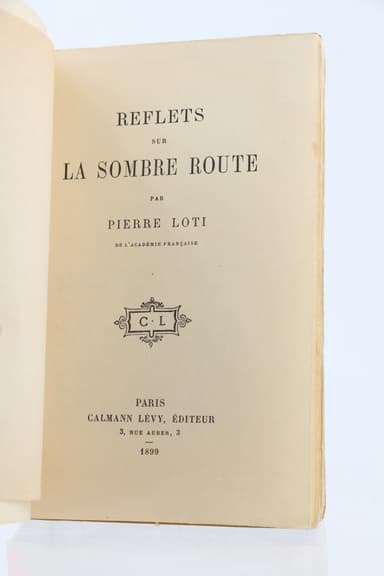 REFLETS
SUR
LA SOMBRE ROUTE
PAR
PIERRE LOTI
DE L'ACADÉMIE FRANÇAISE
C·L
PARIS
CALMANN LÉVY, ÉDITEUR
3, RUE AUBER, 3
1899